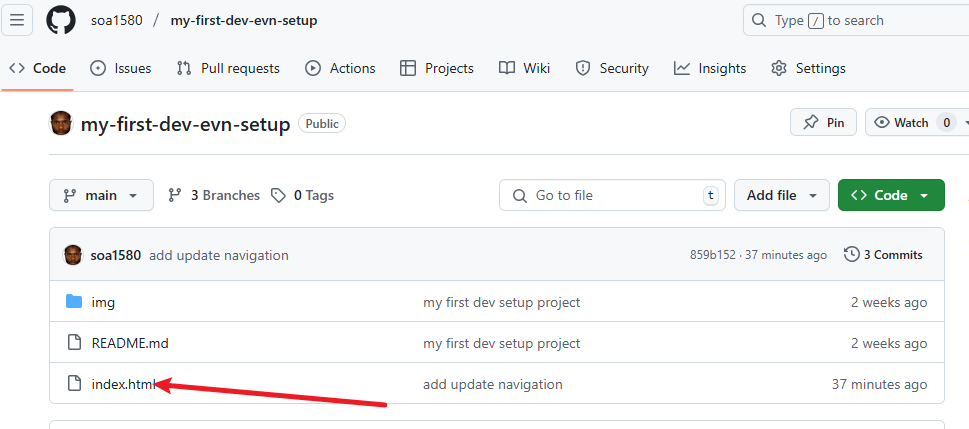 soa1580 / my-first-dev-evn-setup
Type / to search
Code Issues Pull requests Actions Projects Wiki Security Insights Settings
my-first-dev-evn-setup Public
Pin Watch 0
main 3 Branches 0 Tags
Go to file t
Add file Code
soa1580 add update navigation 859b152 · 37 minutes ago 3 Commits
img my first dev setup project 2 weeks ago
README.md my first dev setup project 2 weeks ago
index.html add update navigation 37 minutes ago